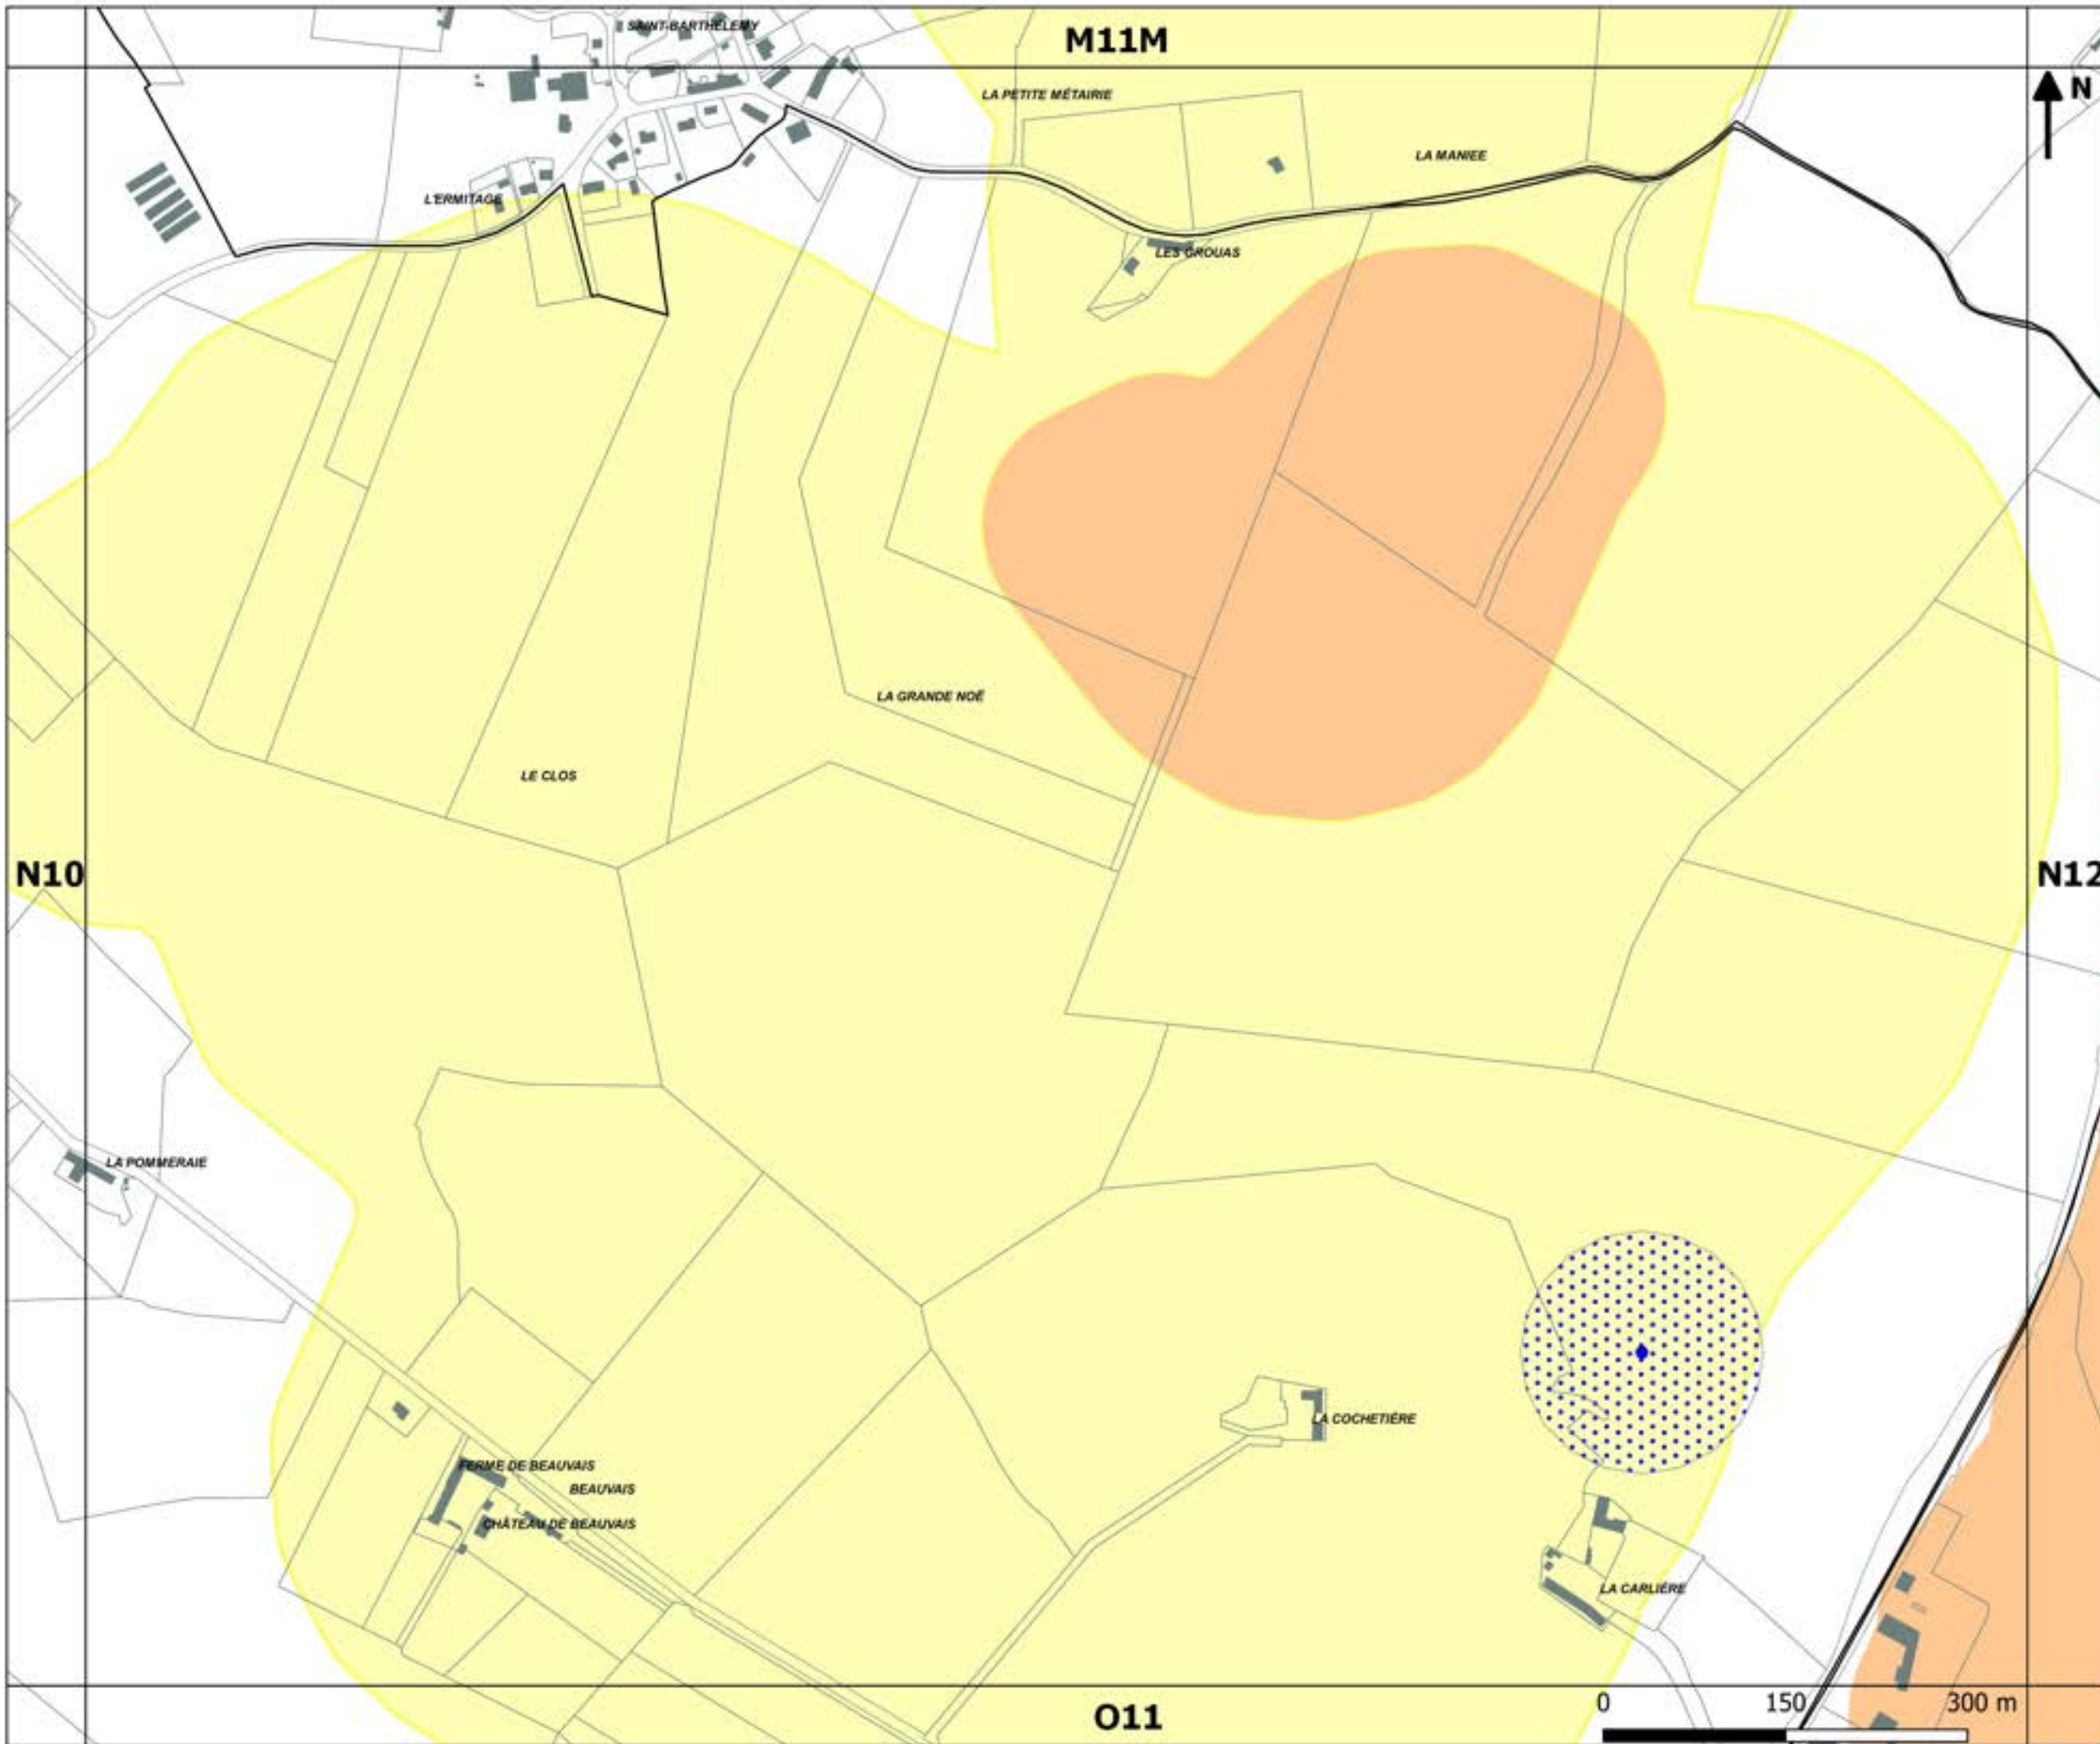 SAINT-BARTHÉLEMY
M11M
N
LA PETITE MÉTAIRIE
LA MANIEE
L'ERMITAGE
LES GROUAS
LA GRANDE NOË
LE CLOS
N10
N12
LA POMMERAIE
LA COCHETIÈRE
FERME DE BEAUVAIS
BEAUVAIS
CHÂTEAU DE BEAUVAIS
LA CARLIÈRE
0 150 300 m
O11